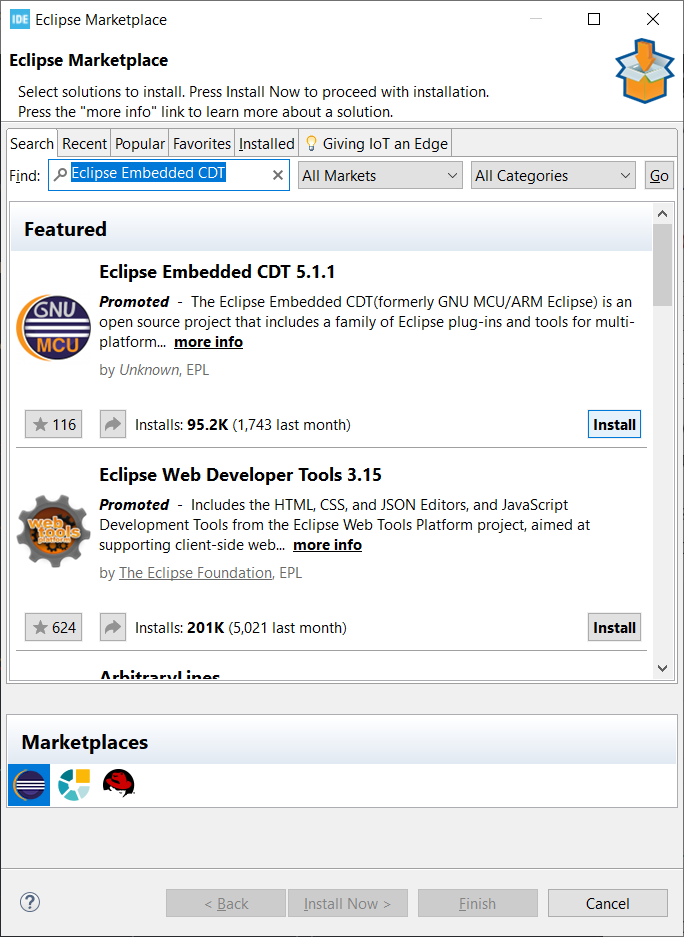 IDE Eclipse Marketplace
Eclipse Marketplace
Select solutions to install. Press Install Now to proceed with installation.
Press the "more info" link to learn more about a solution.
Search Recent Popular Favorites Installed Giving IoT an Edge
Find: Eclipse Embedded CDT All Markets All Categories Go
Featured
Eclipse Embedded CDT 5.1.1
GNU
MCU
Promoted - The Eclipse Embedded CDT(formerly GNU MCU/ARM Eclipse) is an
open source project that includes a family of Eclipse plug-ins and tools for multi-
platform... more info
by Unknown, EPL
116 Installs: 95.2K (1,743 last month) Install
Eclipse Web Developer Tools 3.15
web
tools
Promoted - Includes the HTML, CSS, and JSON Editors, and JavaScript
Development Tools from the Eclipse Web Tools Platform project, aimed at
supporting client-side web... more info
by The Eclipse Foundation, EPL
624 Installs: 201K (5,021 last month) Install
ArbitraryLines
Marketplaces
? < Back Install Now > Finish Cancel